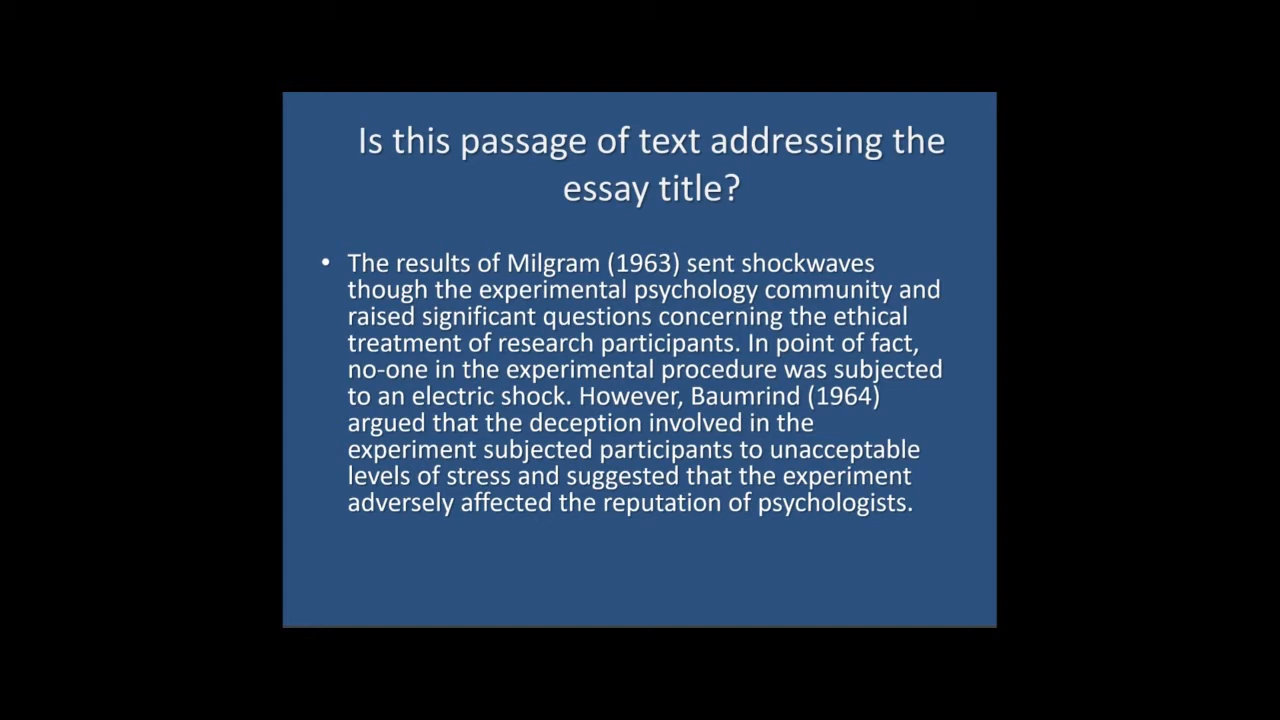 Is this passage of text addressing the
essay title?
• The results of Milgram (1963) sent shockwaves
though the experimental psychology community and
raised significant questions concerning the ethical
treatment of research participants. In point of fact,
no-one in the experimental procedure was subjected
to an electric shock. However, Baumrind (1964)
argued that the deception involved in the
experiment subjected participants to unacceptable
levels of stress and suggested that the experiment
adversely affected the reputation of psychologists.